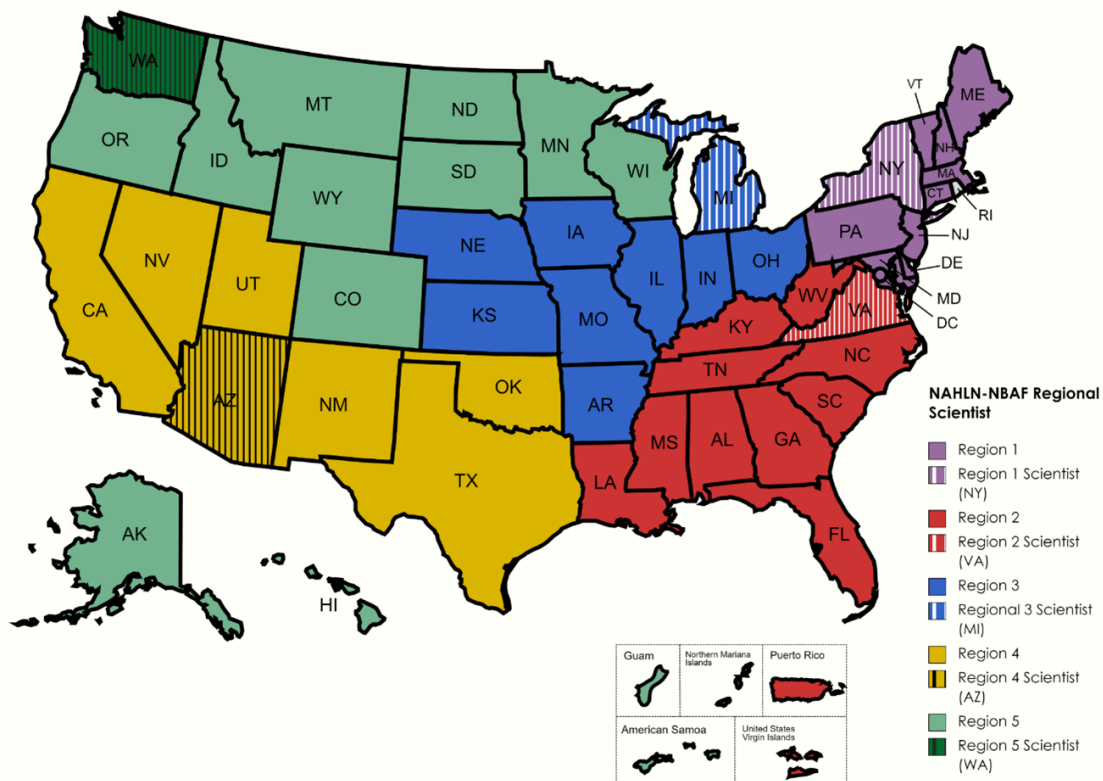 WA
MT
ND
MN
OR
ID
SD
WI
WY
MI
VT
ME
NH
NY
MA
CT
RI
NE
IA
PA
NJ
NV
UT
CO
IL
IN
OH
DE
MD
DC
CA
KS
MO
WV
VA
KY
AZ
NM
OK
AR
TN
NC
SC
MS
AL
GA
TX
LA
FL
AK
HI
NAHLN-NBAF Regional
Scientist
Region 1
Region 1 Scientist
(NY)
Region 2
Region 2 Scientist
(VA)
Region 3
Regional 3 Scientist
(MI)
Region 4
Region 4 Scientist
(AZ)
Region 5
Region 5 Scientist
(WA)
Guam
Northern Mariana
Islands
Puerto Rico
American Samoa
United States
Virgin Islands